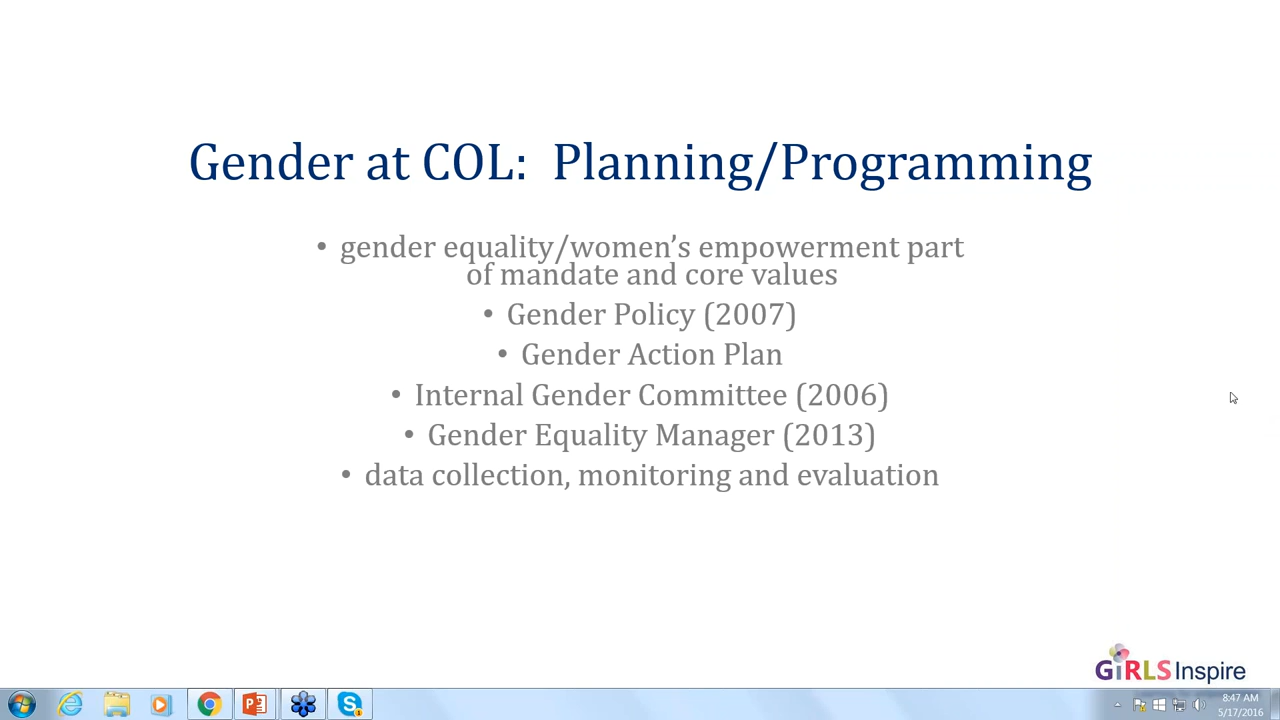 Gender at COL:  Planning/Programming
• gender equality/women’s empowerment part
of mandate and core values
• Gender Policy (2007)
• Gender Action Plan
• Internal Gender Committee (2006)
• Gender Equality Manager (2013)
• data collection, monitoring and evaluation
GiRLS Inspire
8:47 AM
5/17/2016